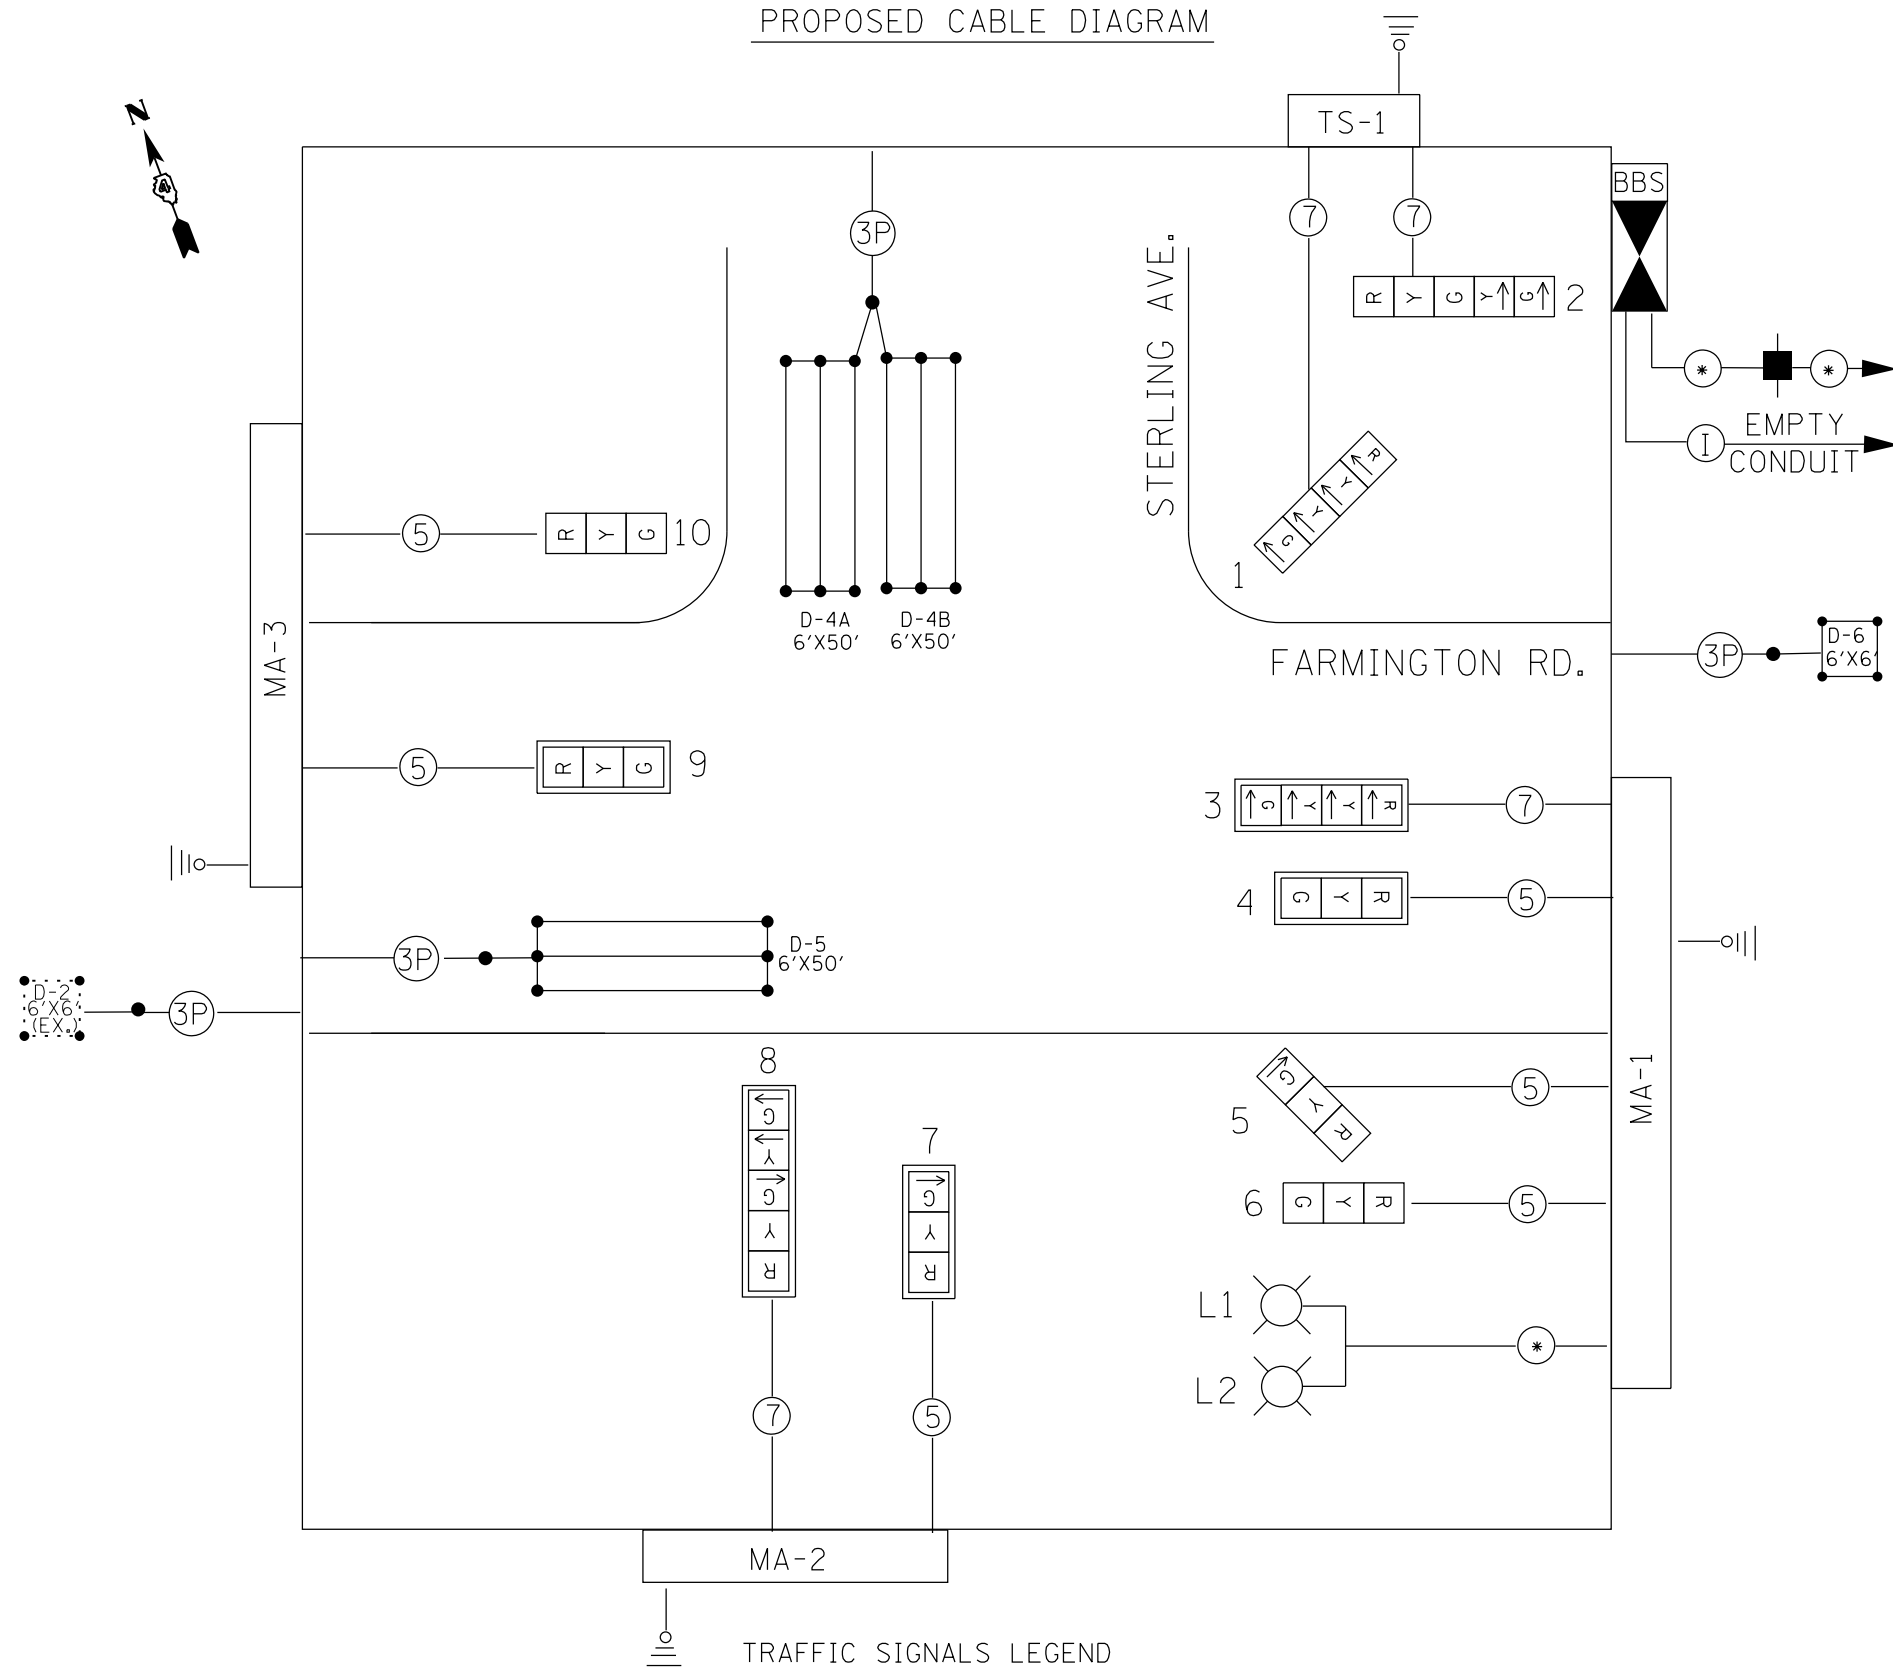 PROPOSED CABLE DIAGRAM
N
TS-1
BBS
3P
7
7
STERLING AVE.
R Y G Y G
2
*
*
EMPTY
I
CONDUIT
R
Y
Y
G
1
5
R Y G
10
D-4A
6'X50'
D-4B
6'X50'
MA-3
FARMINGTON RD.
3P
D-6
6'X6'
5
R Y G
9
3
G Y Y R
7
4
G Y R
5
3P
D-5
6'X50'
D-2
6'X6'
(EX.)
3P
MA-1
8
G
Y
G
Y
R
7
G
Y
R
5
G
Y
R
5
6
G Y R
5
L1
L2
*
7
5
MA-2
TRAFFIC SIGNALS LEGEND